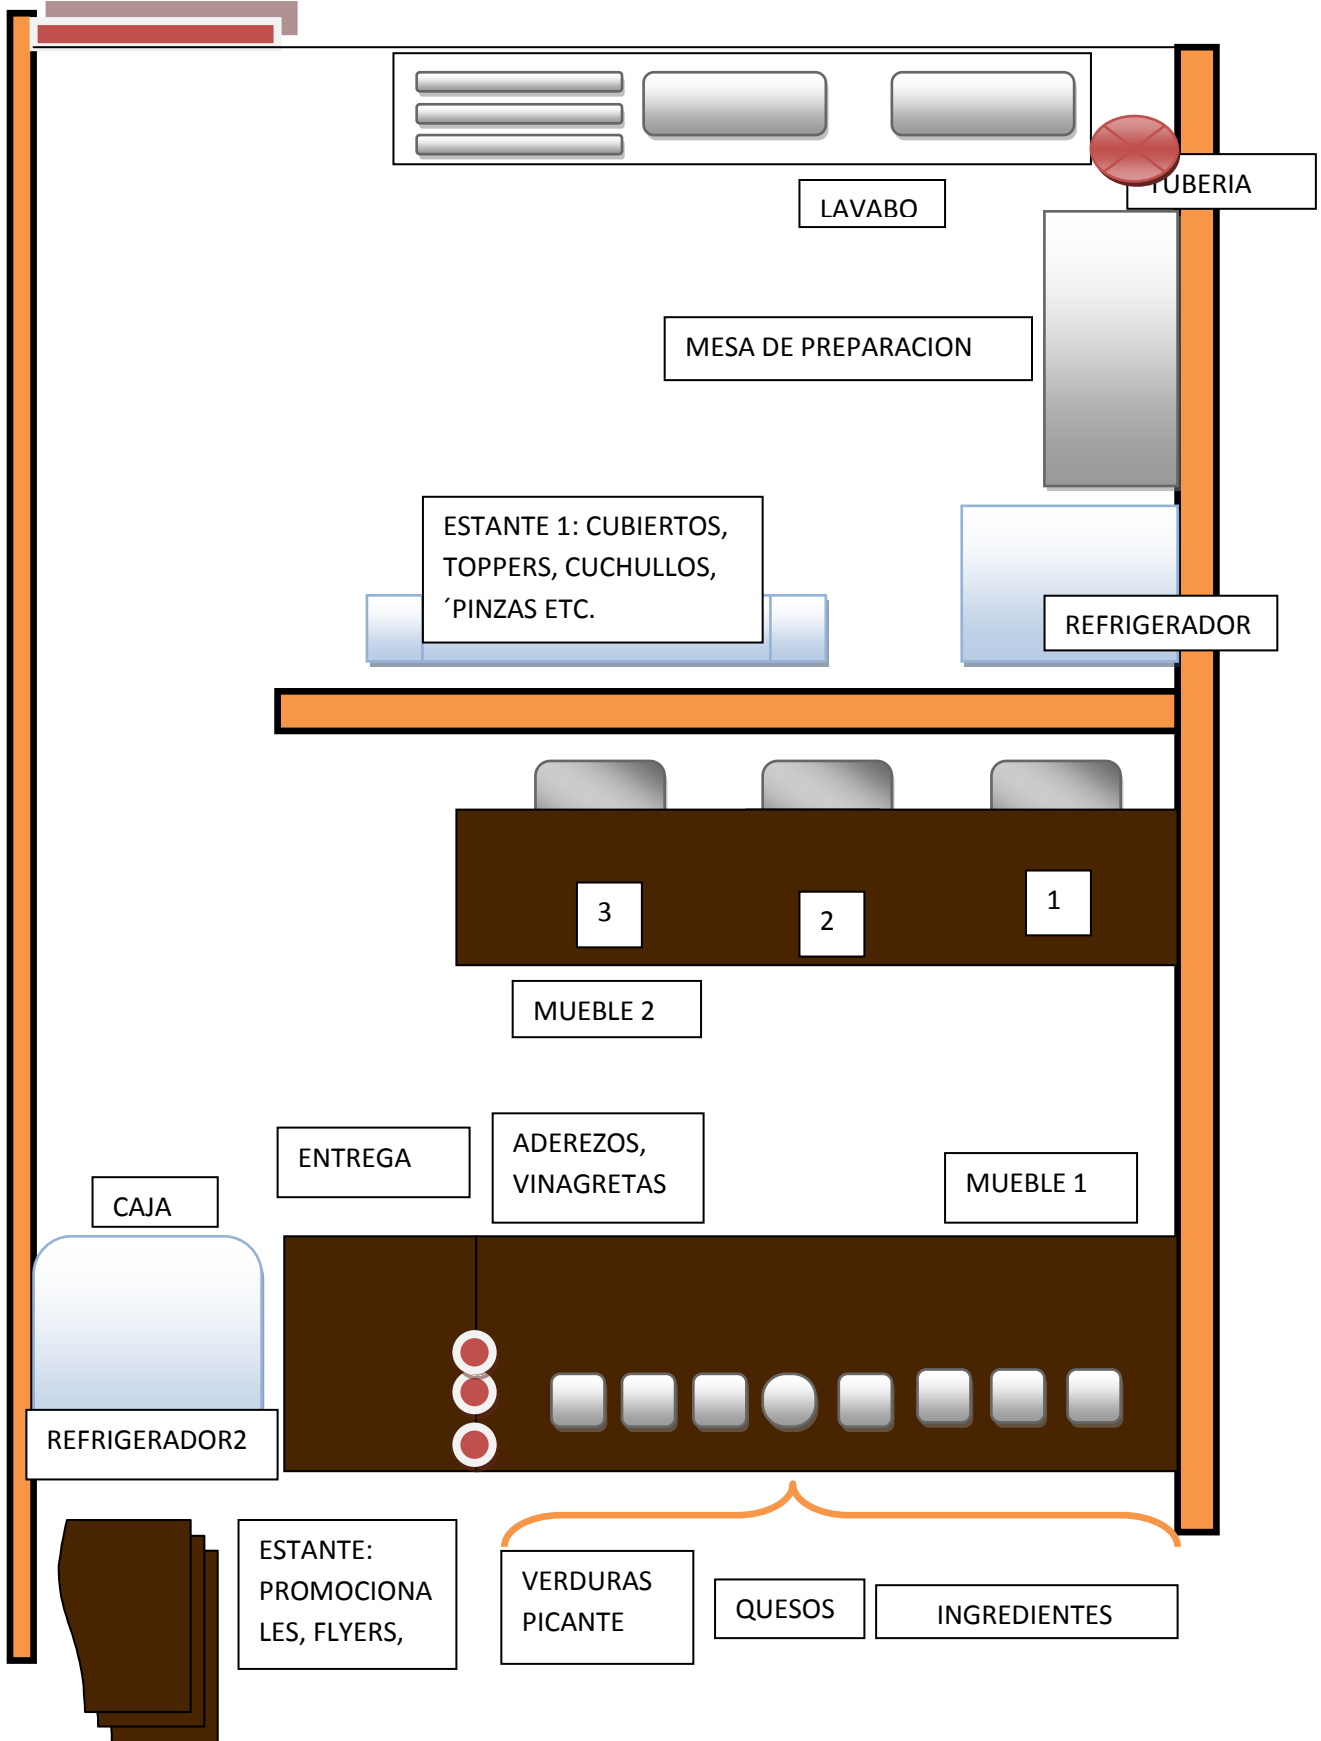 TUBERIA
LAVABO
MESA DE PREPARACION
ESTANTE 1: CUBIERTOS,
TOPPERS, CUCHULLOS,
´PINZAS ETC.
REFRIGERADOR
3
2
1
MUEBLE 2
ENTREGA
ADEREZOS,
VINAGRETAS
MUEBLE 1
CAJA
REFRIGERADOR2
ESTANTE:
PROMOCIONA
LES, FLYERS,
VERDURAS
PICANTE
QUESOS
INGREDIENTES